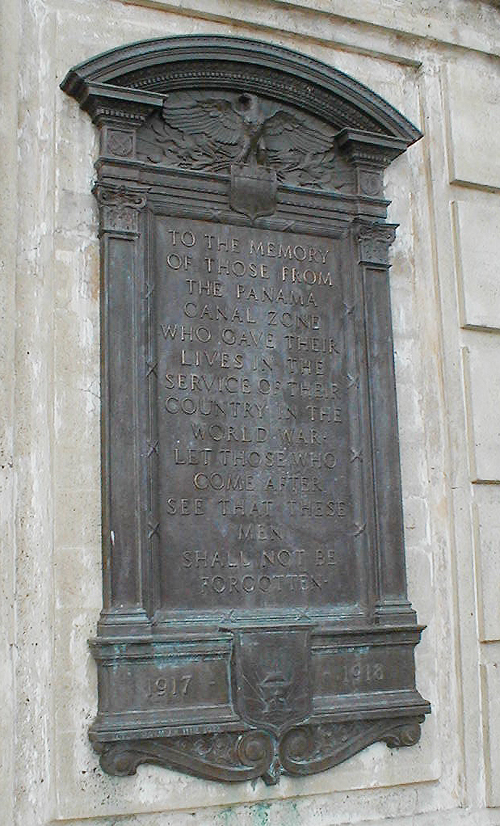 TO THE MEMORY
OF THOSE FROM
THE PANAMA
CANAL ZONE
WHO GAVE THEIR
LIVES IN THE
SERVICE OF THEIR
COUNTRY IN THE
WORLD WAR·
LET THOSE WHO
COME AFTER
SEE THAT THESE
MEN
SHALL NOT BE
FORGOTTEN·
1917 - - 1918